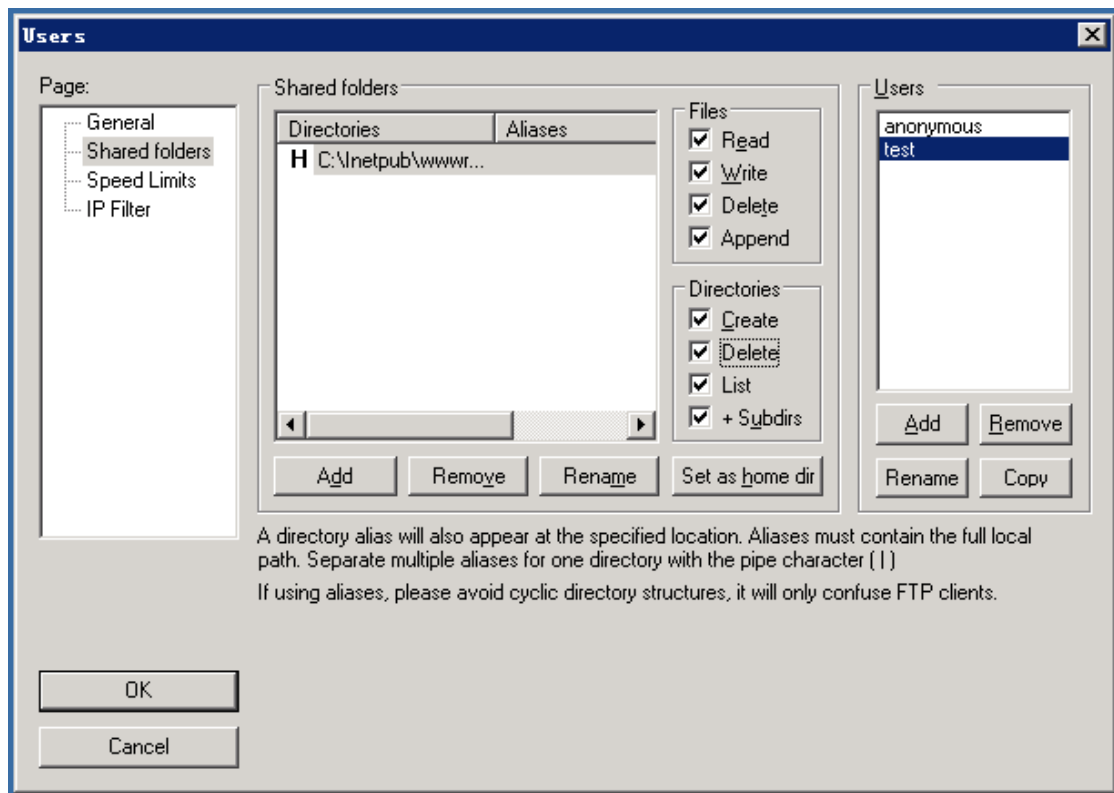 Users
Page:
General
Shared folders
Speed Limits
IP Filter
Shared folders
Directories Aliases
H C:\Inetpub\wwwr...
Files
Read
Write
Delete
Append
Directories
Create
Delete
List
+ Subdirs
Add Remove Rename Set as home dir
Users
anonymous
test
Add Remove
Rename Copy
A directory alias will also appear at the specified location. Aliases must contain the full local
path. Separate multiple aliases for one directory with the pipe character ( | )
If using aliases, please avoid cyclic directory structures, it will only confuse FTP clients.
OK
Cancel